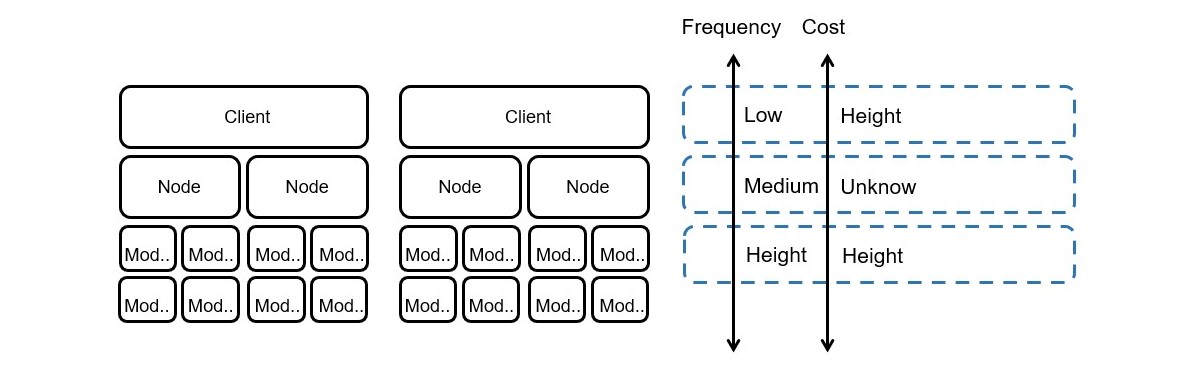 Frequency Cost
Client Client Low Height
Node Node Node Node Medium Unknow
Mod.. Mod.. Mod.. Mod.. Mod.. Mod.. Mod.. Mod.. Height Height
Mod.. Mod.. Mod.. Mod.. Mod.. Mod.. Mod.. Mod..